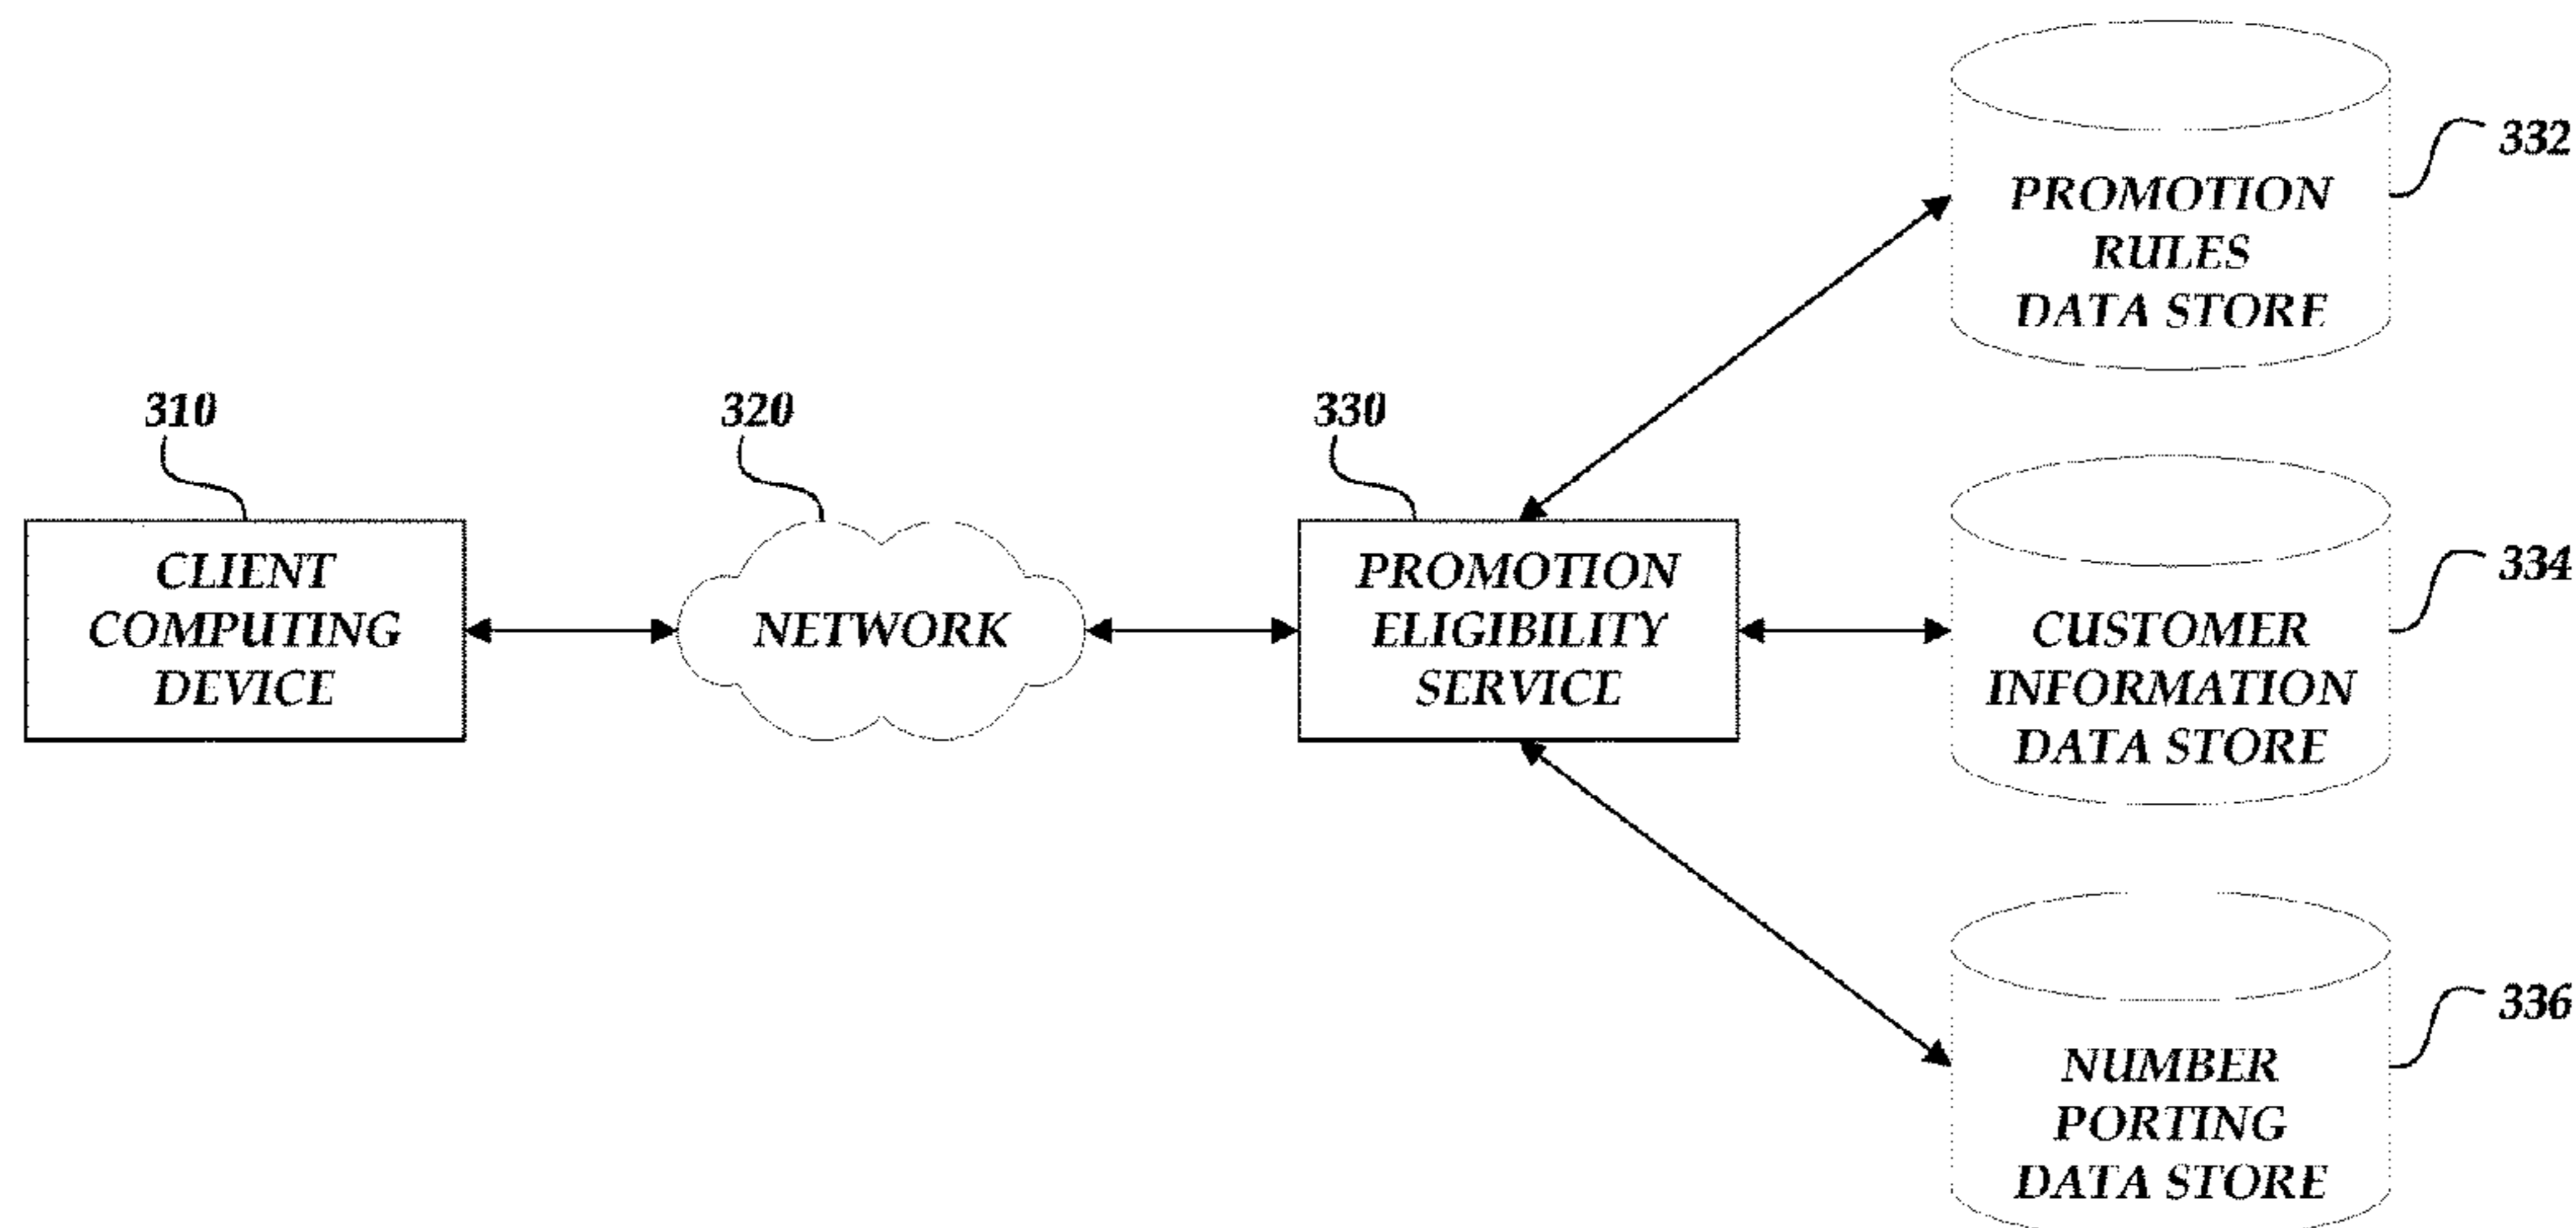 310
CLIENT
COMPUTING
DEVICE
320
NETWORK
330
PROMOTION
ELIGIBILITY
SERVICE
332
PROMOTION
RULES
DATA STORE
334
CUSTOMER
INFORMATION
DATA STORE
336
NUMBER
PORTING
DATA STORE